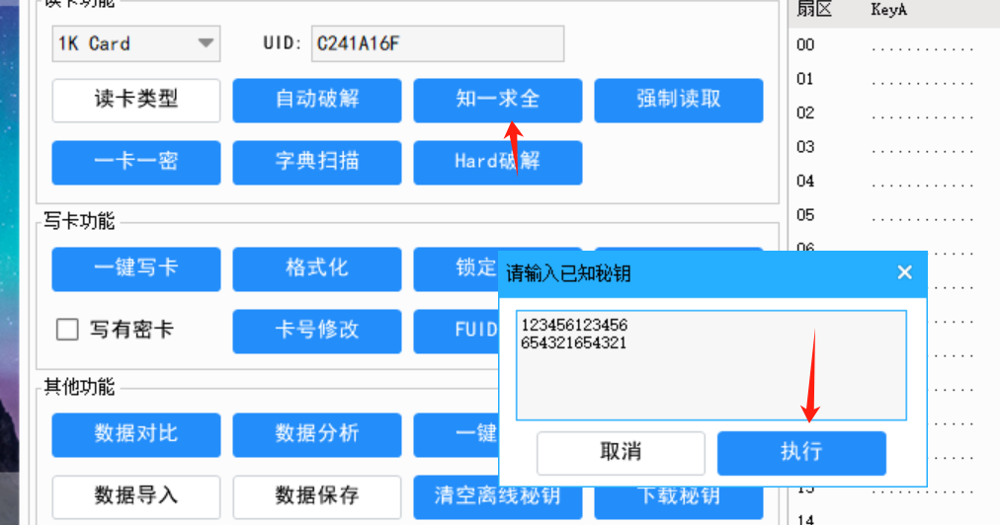 读卡功能
1K Card
UID: C241A16F
读卡类型 自动破解 知一求全 强制读取
一卡一密 字典扫描 Hard破解
写卡功能
一键写卡 格式化 锁定
写有密卡 卡号修改 FUID
其他功能
数据对比 数据分析 一键
数据导入 数据保存 清空离线秘钥 下载秘钥
请输入已知秘钥
123456123456
654321654321
取消 执行
扇区 KeyA
00 ............
01 ............
02 ............
03 ............
04 ............
05 ............
06
13
14